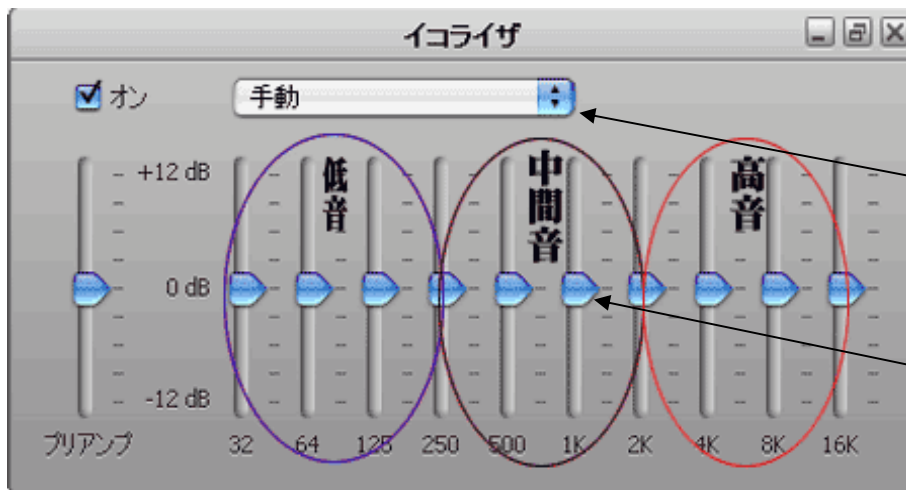 イコライザ
オン 手動
低音 中間音 高音
+12 dB
0 dB
-12 dB
プリアンプ 32 64 125 250 500 1K 2K 4K 8K 16K